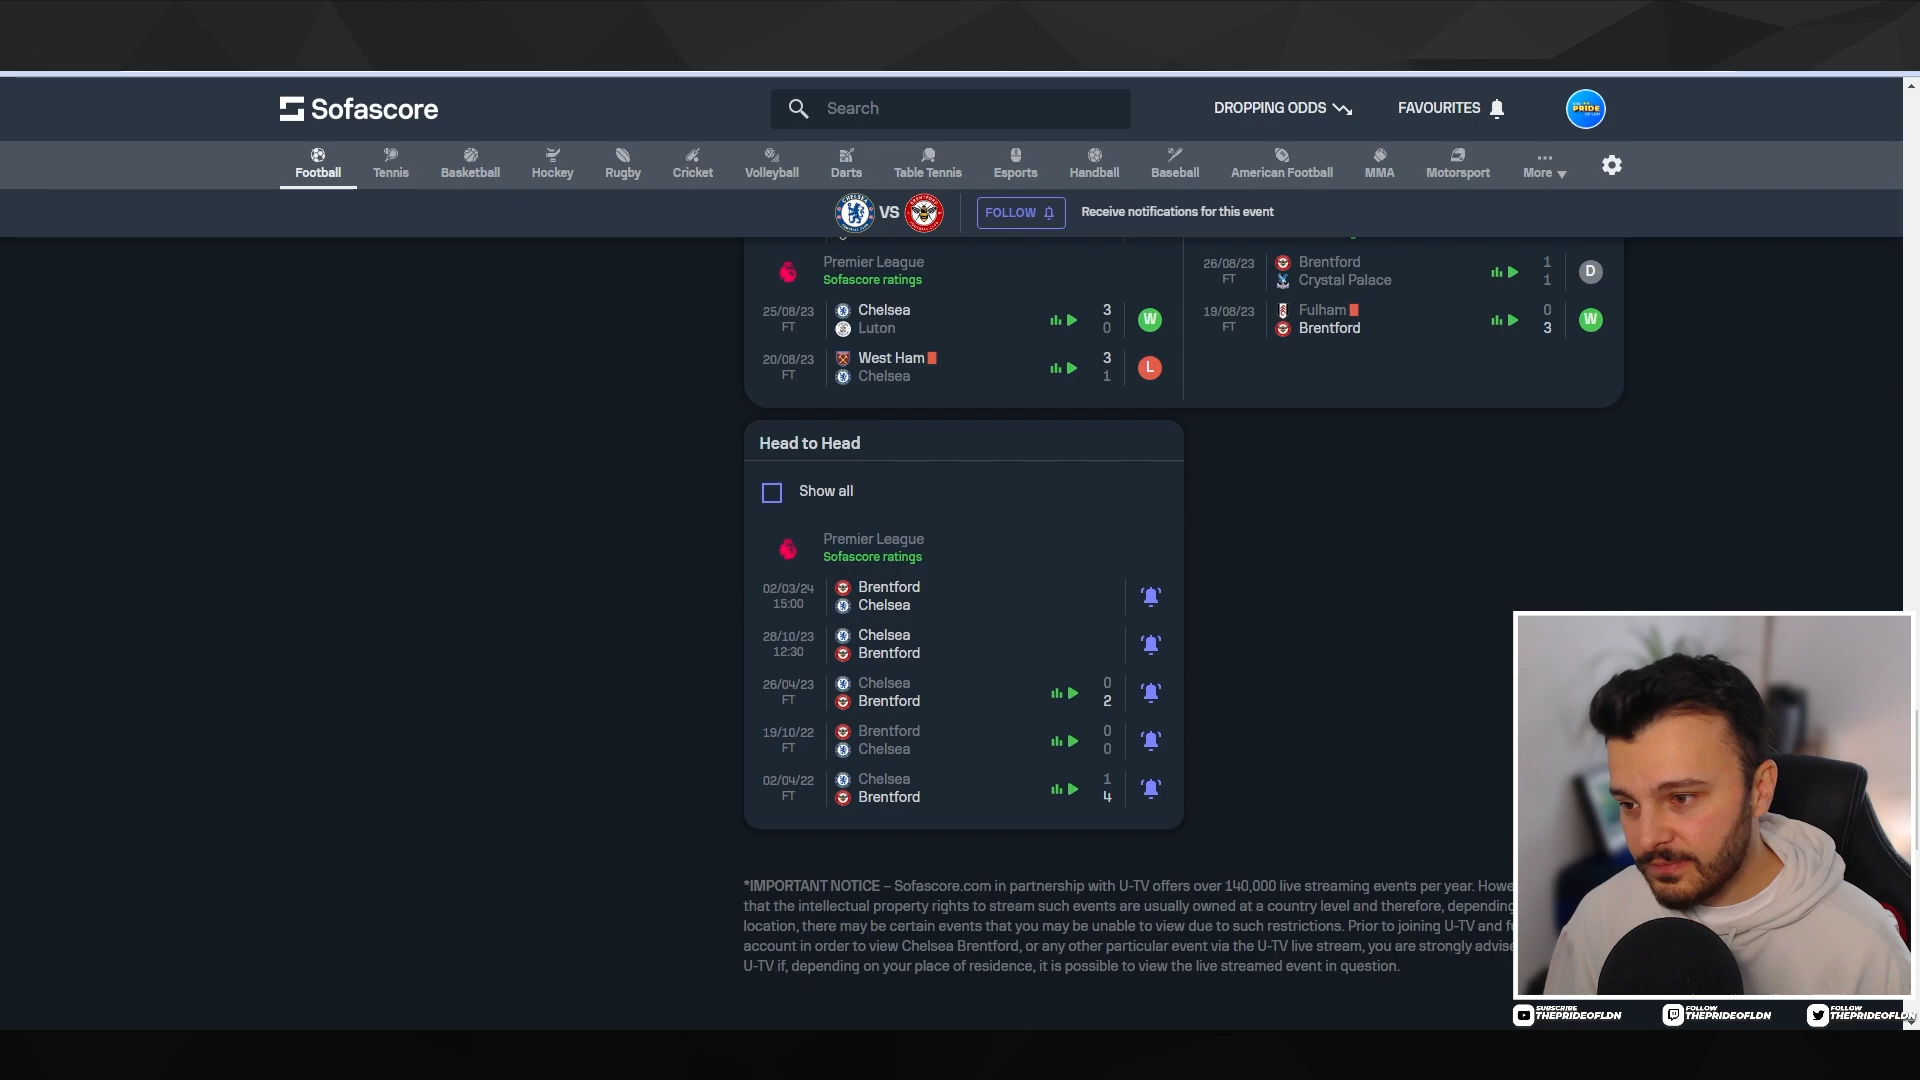 Sofascore
Search
DROPPING ODDS
FAVOURITES
PRIDE
Football
Tennis
Basketball
Hockey
Rugby
Cricket
Volleyball
Darts
Table Tennis
Esports
Handball
Baseball
American Football
MMA
Motorsport
More
VS
FOLLOW
Receive notifications for this event
Premier League
Sofascore ratings
25/08/23 Chelsea 3
FT Luton 0 W
20/08/23 West Ham 3
FT Chelsea 1 L
26/08/23 Brentford 1
FT Crystal Palace 1 D
19/08/23 Fulham 0
FT Brentford 3 W
Head to Head
Show all
Premier League
Sofascore ratings
02/03/24 Brentford
15:00 Chelsea
28/10/23 Chelsea
12:30 Brentford
26/04/23 Chelsea 0
FT Brentford 2
19/10/22 Brentford 0
FT Chelsea 0
02/04/22 Chelsea 1
FT Brentford 4
*IMPORTANT NOTICE – Sofascore.com in partnership with U-TV offers over 140,000 live streaming events per year. Howe
that the intellectual property rights to stream such events are usually owned at a country level and therefore, depending
location, there may be certain events that you may be unable to view due to such restrictions. Prior to joining U-TV and f
account in order to view Chelsea Brentford, or any other particular event via the U-TV live stream, you are strongly advise
U-TV if, depending on your place of residence, it is possible to view the live streamed event in question.
SUBSCRIBE
THEPRIDEOFLDN
FOLLOW
THEPRIDEOFLDN
FOLLOW
THEPRIDEOFLDN